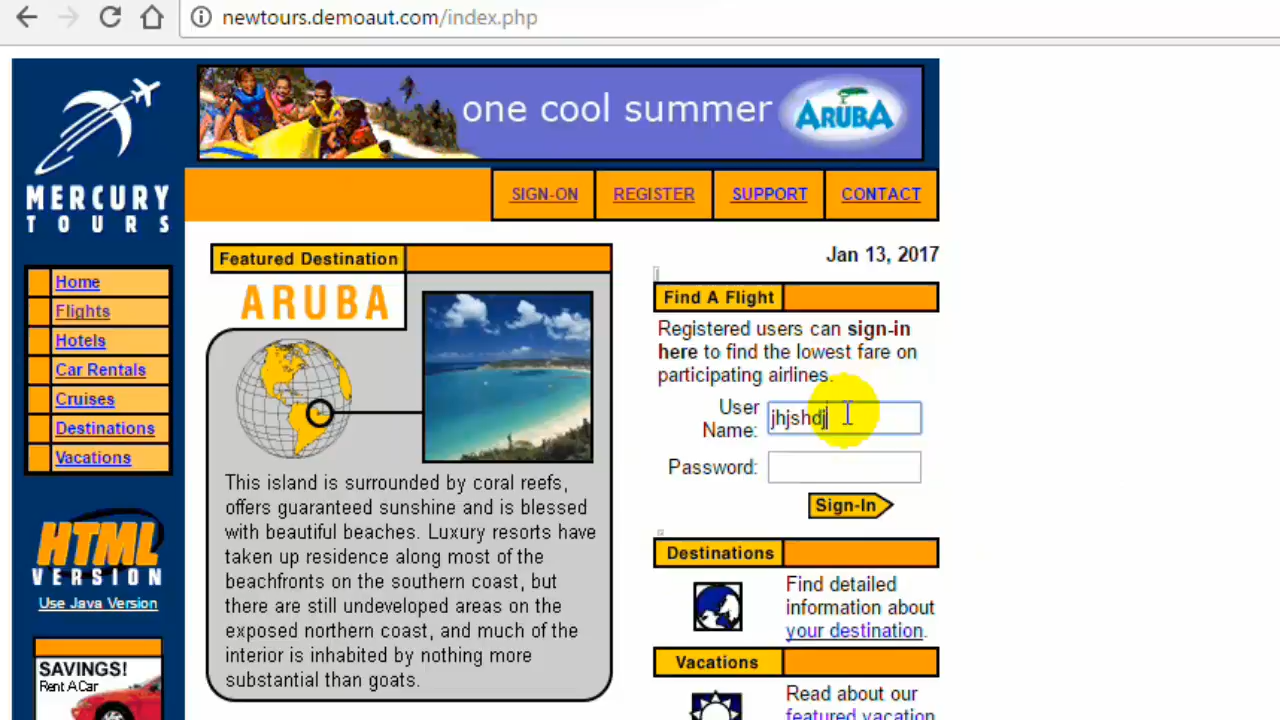 newtours.demoaut.com/index.php
one cool summer
ARUBA
MERCURY
TOURS
SIGN-ON
REGISTER
SUPPORT
CONTACT
Home
Flights
Hotels
Car Rentals
Cruises
Destinations
Vacations
HTML
VERSION
Use Java Version
SAVINGS!
Rent A Car
Featured Destination
ARUBA
This island is surrounded by coral reefs,
offers guaranteed sunshine and is blessed
with beautiful beaches. Luxury resorts have
taken up residence along most of the
beachfronts on the southern coast, but
there are still undeveloped areas on the
exposed northern coast, and much of the
interior is inhabited by nothing more
substantial than goats.
Jan 13, 2017
Find A Flight
Registered users can sign-in
here to find the lowest fare on
participating airlines.
User
Name:
jhjshdj
Password:
Sign-In
Destinations
Find detailed
information about
your destination.
Vacations
Read about our
featured vacation